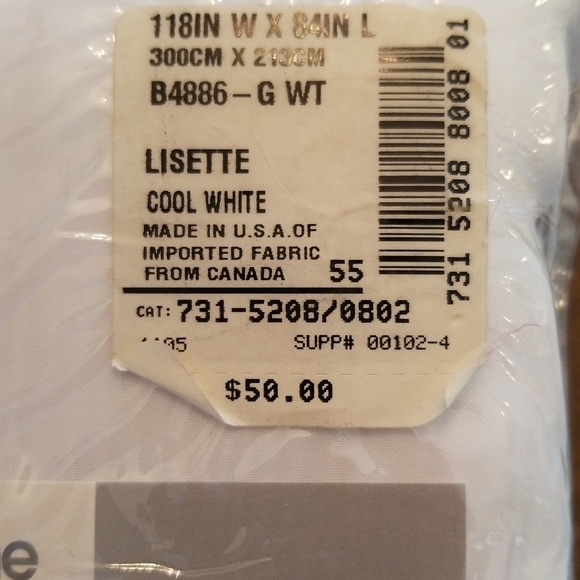 118IN W X 84IN L
300CM X 213CM
B4886-G WT
LISETTE
COOL WHITE
MADE IN U.S.A.OF
IMPORTED FABRIC
FROM CANADA 55
CAT: 731-5208/0802
SUPP# 00102-4
$50.00
731 5208 8008 01
e